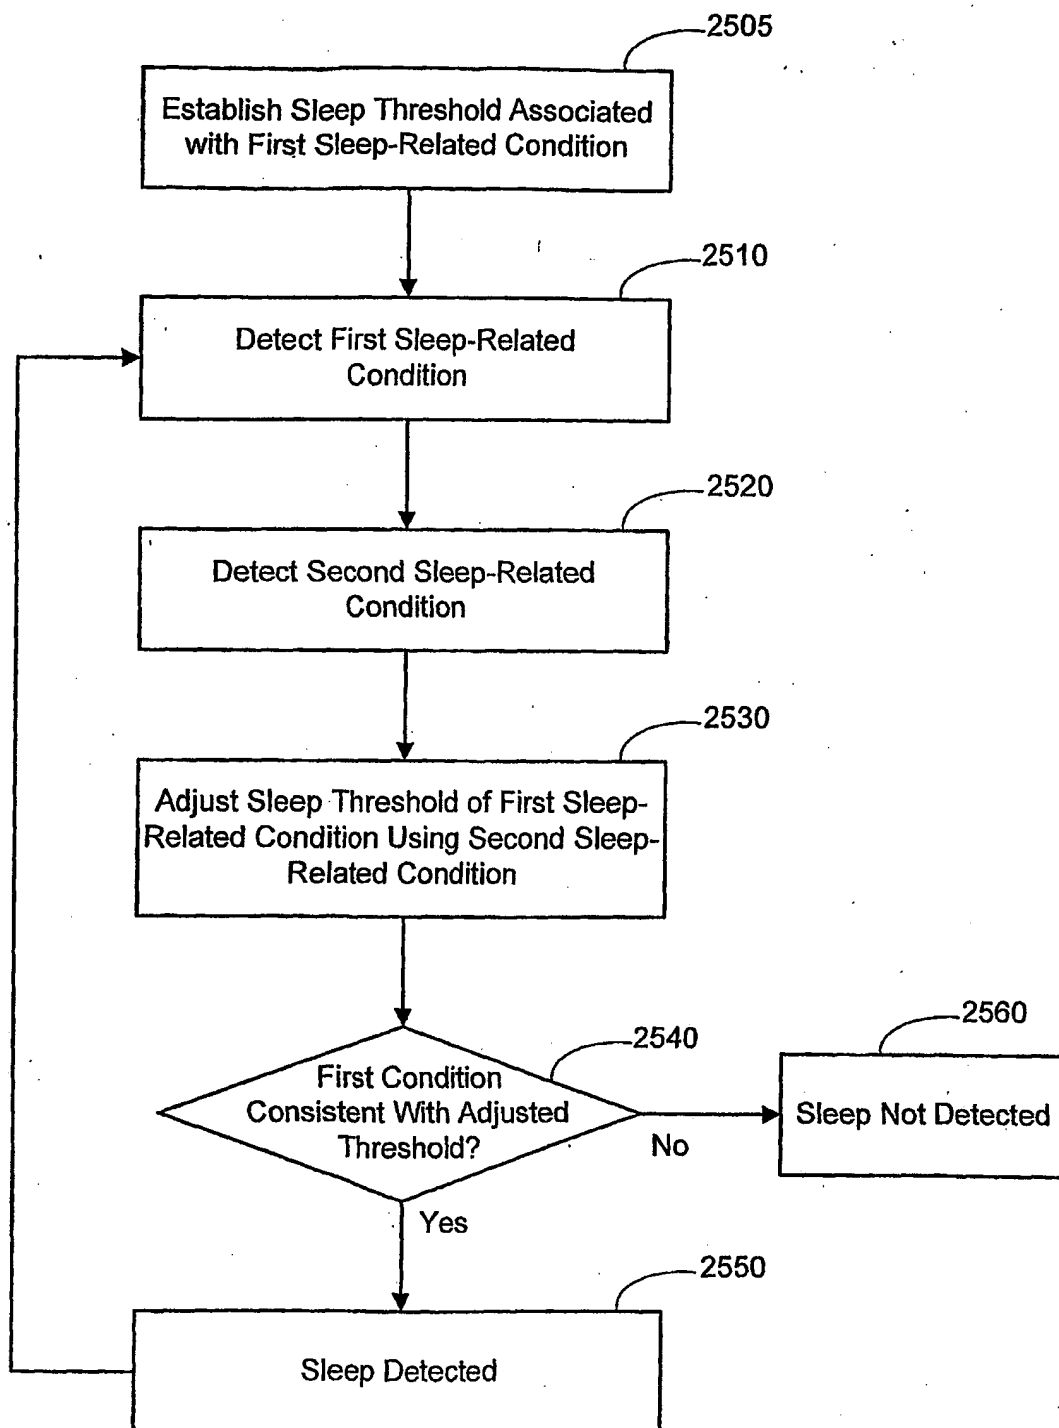 2505
Establish Sleep Threshold Associated
with First Sleep-Related Condition
2510
Detect First Sleep-Related
Condition
2520
Detect Second Sleep-Related
Condition
2530
Adjust Sleep Threshold of First Sleep-
Related Condition Using Second Sleep-
Related Condition
2540
First Condition
Consistent With Adjusted
Threshold?
2560
Sleep Not Detected
No
Yes
2550
Sleep Detected